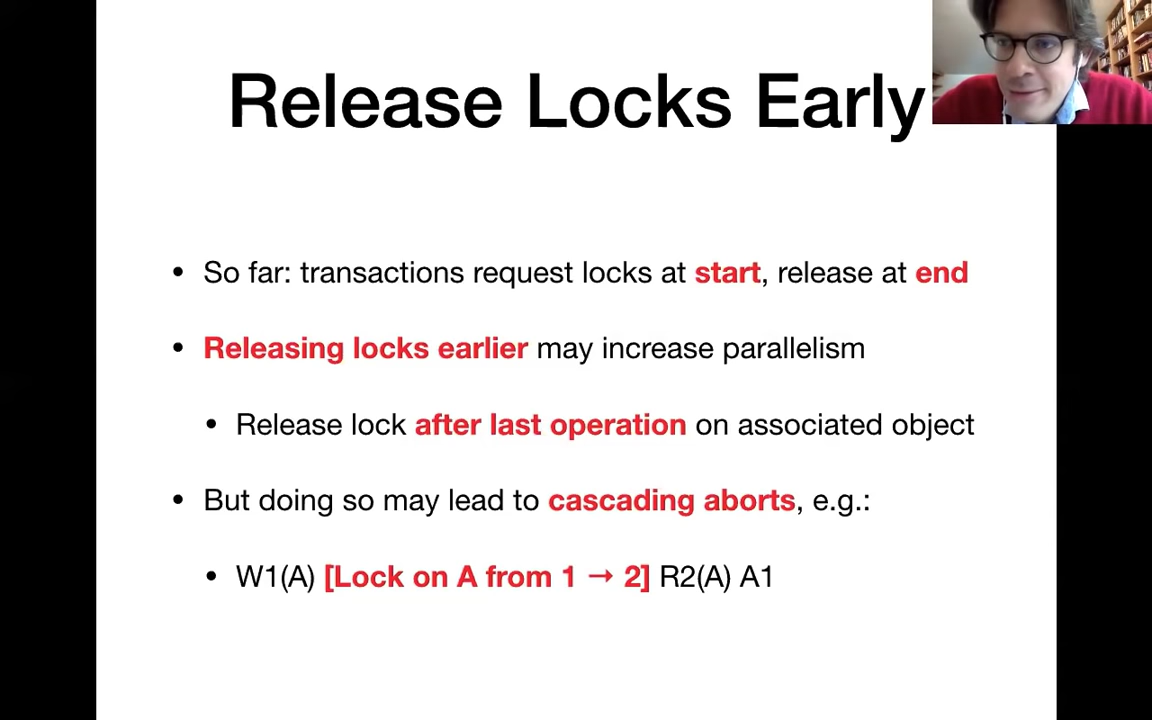 Release Locks Early
• So far: transactions request locks at start, release at end
• Releasing locks earlier may increase parallelism
• Release lock after last operation on associated object
• But doing so may lead to cascading aborts, e.g.:
• W1(A) [Lock on A from 1 → 2] R2(A) A1